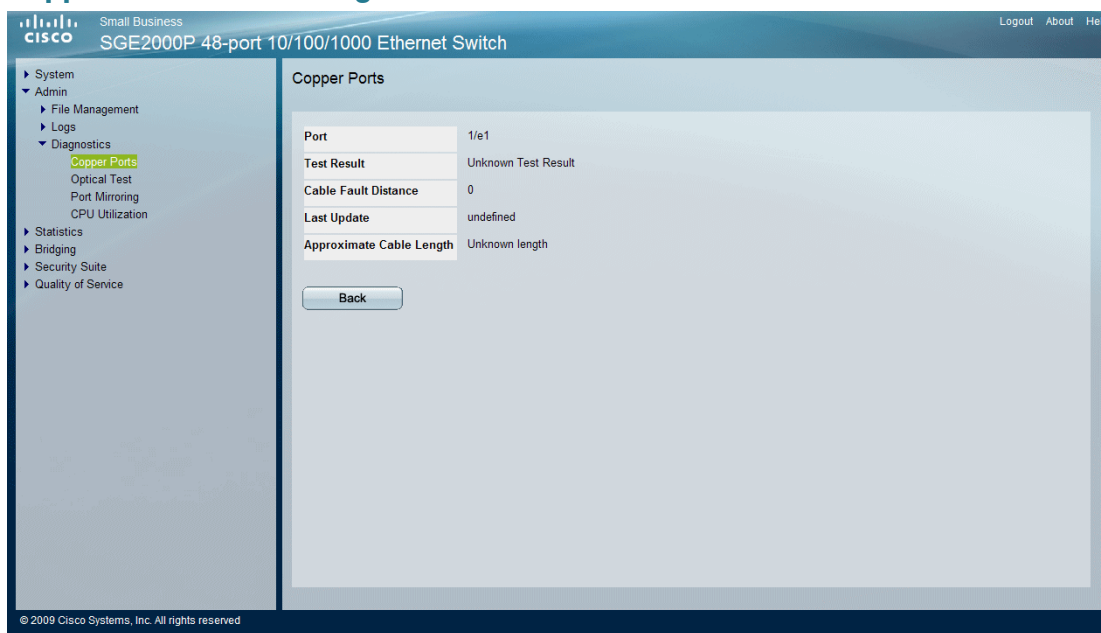 Small Business
CISCO
SGE2000P 48-port 10/100/1000 Ethernet Switch
Logout About He
System
Admin
File Management
Logs
Diagnostics
Copper Ports
Optical Test
Port Mirroring
CPU Utilization
Statistics
Bridging
Security Suite
Quality of Service
Copper Ports
Port 1/e1
Test Result Unknown Test Result
Cable Fault Distance 0
Last Update undefined
Approximate Cable Length Unknown length
Back
© 2009 Cisco Systems, Inc. All rights reserved